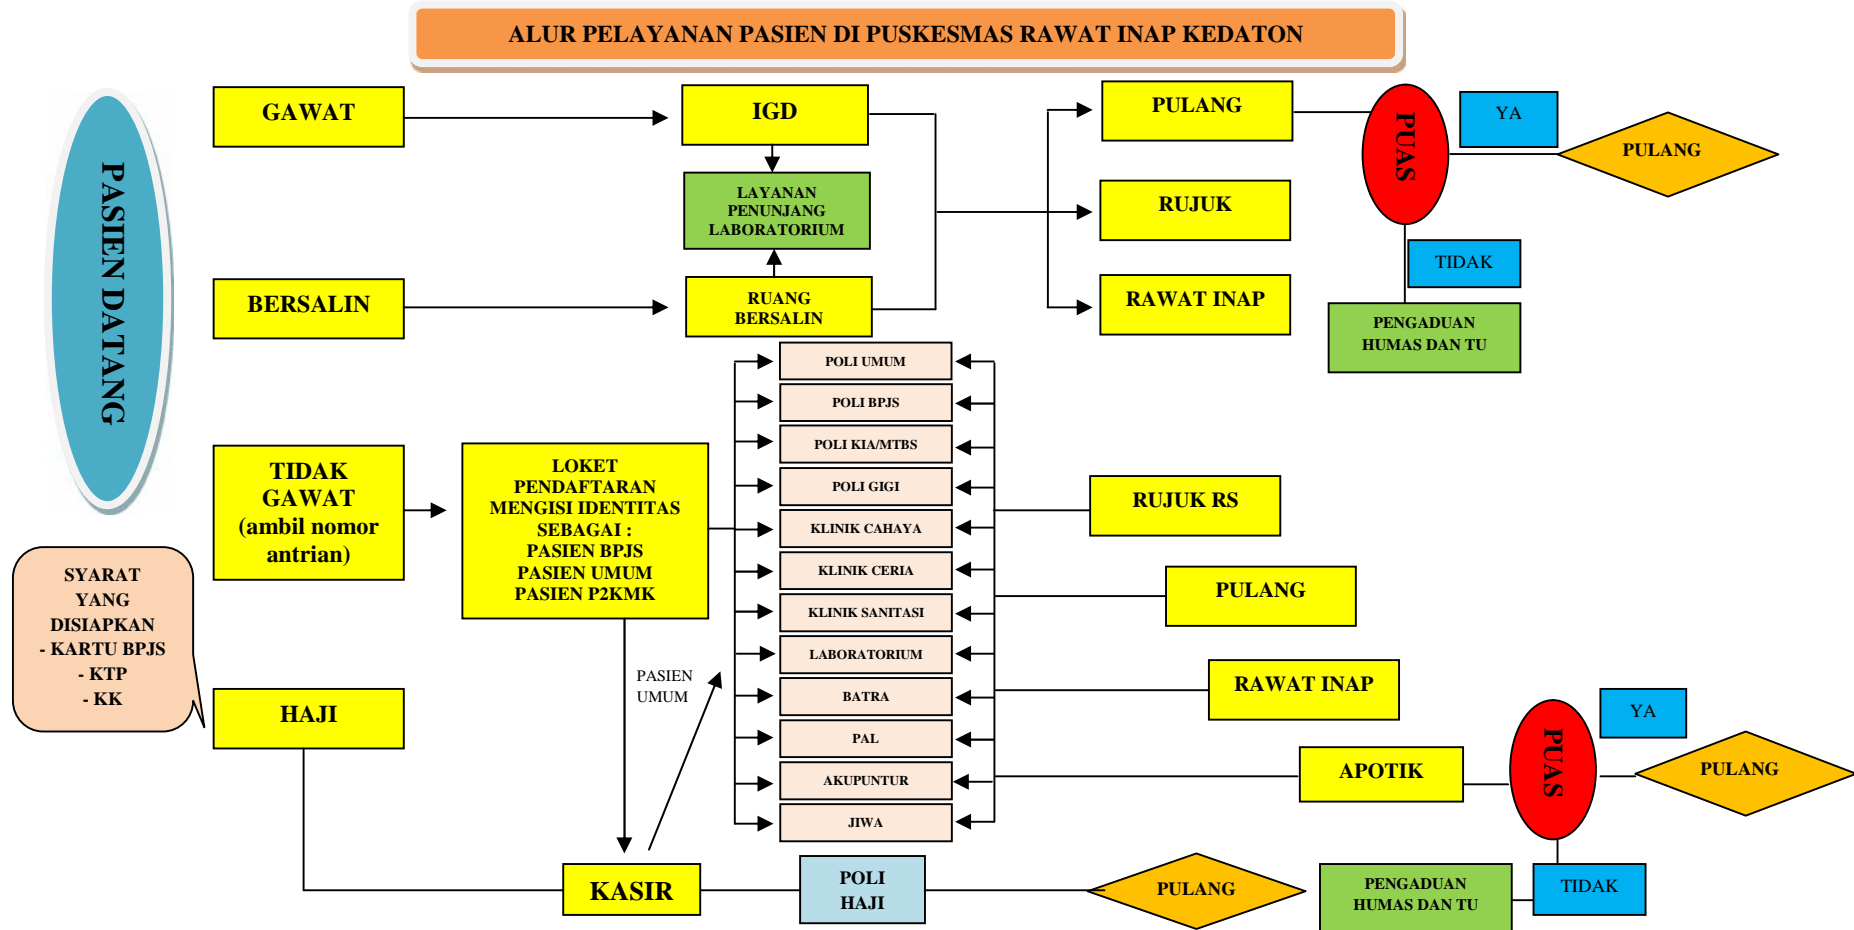 ALUR PELAYANAN PASIEN DI PUSKESMAS RAWAT INAP KEDATON
PASIEN DATANG
GAWAT
IGD
PULANG
PUAS
YA
PULANG
LAYANAN
PENUNJANG
LABORATORIUM
RUJUK
TIDAK
BERSALIN
RUANG
BERSALIN
RAWAT INAP
PENGADUAN
HUMAS DAN TU
POLI UMUM
POLI BPJS
POLI KIA/MTBS
POLI GIGI
KLINIK CAHAYA
KLINIK CERIA
KLINIK SANITASI
LABORATORIUM
BATRA
PAL
AKUPUNTUR
JIWA
TIDAK
GAWAT
(ambil nomor
antrian)
LOKET
PENDAFTARAN
MENGISI IDENTITAS
SEBAGAI :
PASIEN BPJS
PASIEN UMUM
PASIEN P2KMK
RUJUK RS
PULANG
RAWAT INAP
SYARAT
YANG
DISIAPKAN
- KARTU BPJS
- KTP
- KK
PASIEN
UMUM
HAJI
APOTIK
PUAS
YA
PULANG
KASIR
POLI
HAJI
PULANG
PENGADUAN
HUMAS DAN TU
TIDAK